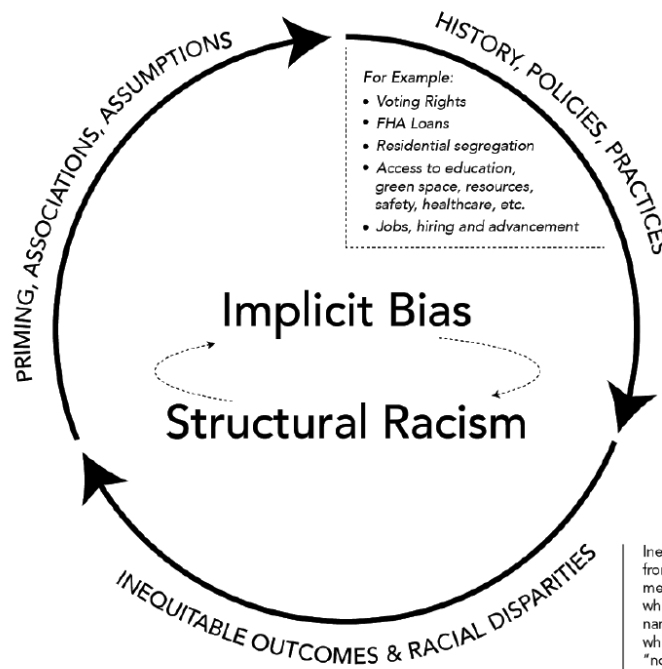 PRIMING, ASSOCIATIONS, ASSUMPTIONS
HISTORY, POLICIES, PRACTICES
For Example:
• Voting Rights
• FHA Loans
• Residential segregation
• Access to education,
green space, resources,
safety, healthcare, etc.
• Jobs, hiring and advancement
Implicit Bias
Structural Racism
INEQUITABLE OUTCOMES & RACIAL DISPARITIES
from